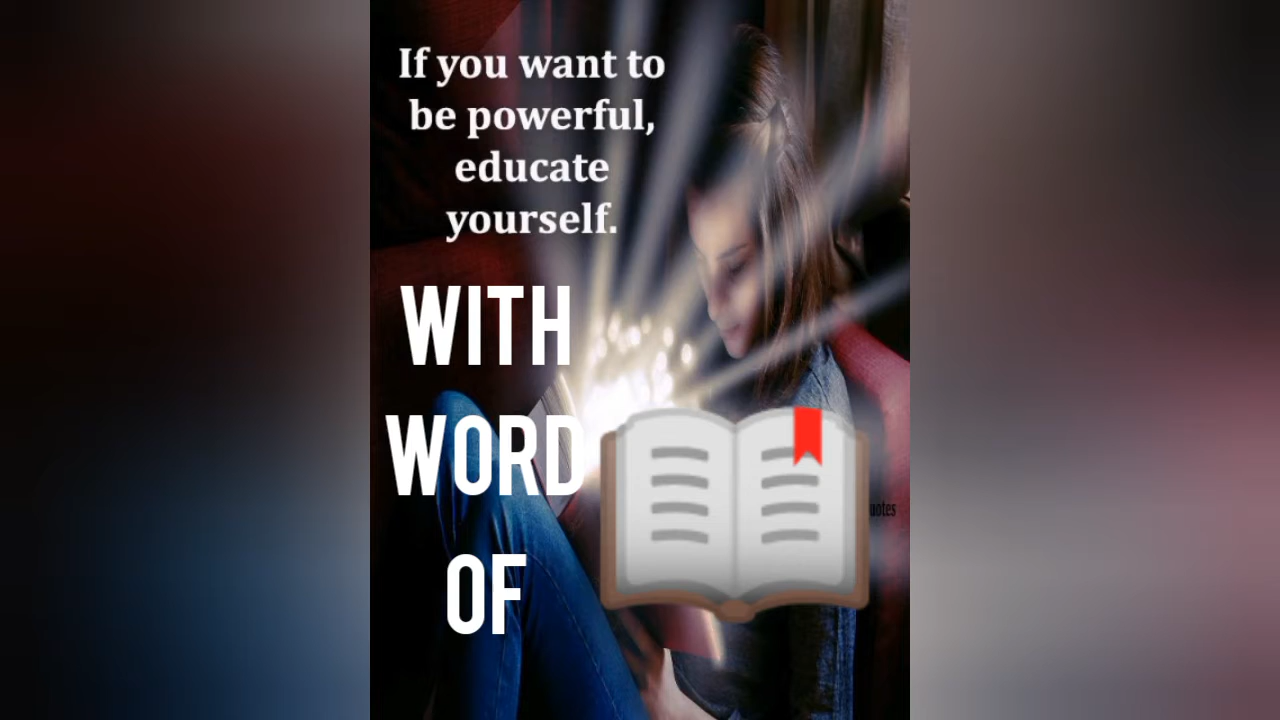 If you want to
be powerful,
educate
yourself.
WITH
WORD
OF